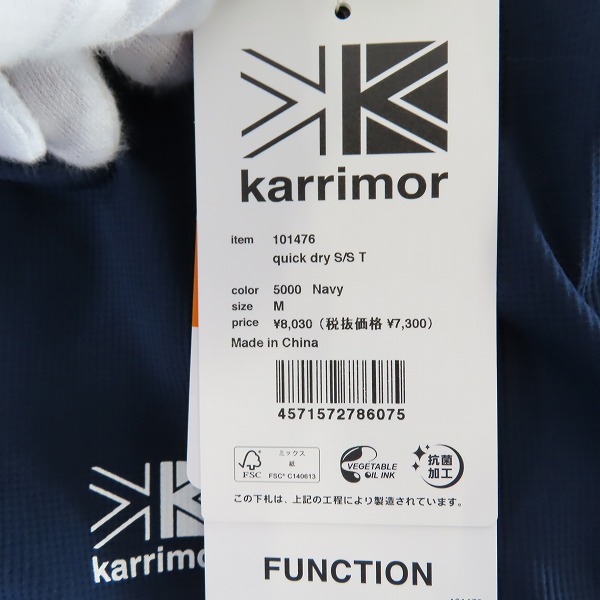 karrimor
item 101476
quick dry S/S T
color 5000 Navy
size M
price ¥8,030（税抜価格 ¥7,300）
Made in China
4571572786075
FSC
ミックス
紙
FSC® C140613
VEGETABLE
OIL INK
抗菌
加工
この下札は、上記の工程により製造されています。
FUNCTION
karrimor